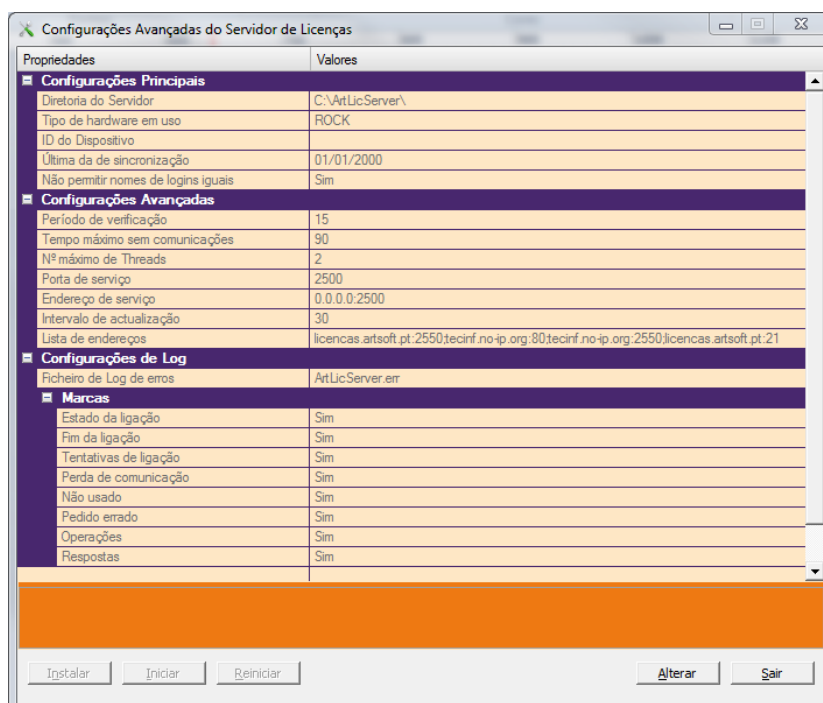 Configurações Avançadas do Servidor de Licenças
Propriedades Valores
Configurações Principais
Diretoria do Servidor C:\ArtLicServer\
Tipo de hardware em uso ROCK
ID do Dispositivo
Última da de sincronização 01/01/2000
Não permitir nomes de logins iguais Sim
Configurações Avançadas
Período de verificação 15
Tempo máximo sem comunicações 90
Nº máximo de Threads 2
Porta de serviço 2500
Endereço de serviço 0.0.0.0:2500
Intervalo de actualização 30
Lista de endereços licencas.artsoft.pt:2550;tecinf.no-ip.org:80;tecinf.no-ip.org:2550;licencas.artsoft.pt:21
Configurações de Log
Ficheiro de Log de erros ArtLicServer.err
Marcas
Estado da ligação Sim
Fim da ligação Sim
Tentativas de ligação Sim
Perda de comunicação Sim
Não usado Sim
Pedido errado Sim
Operações Sim
Respostas Sim
Instalar Iniciar Reiniciar Alterar Sair